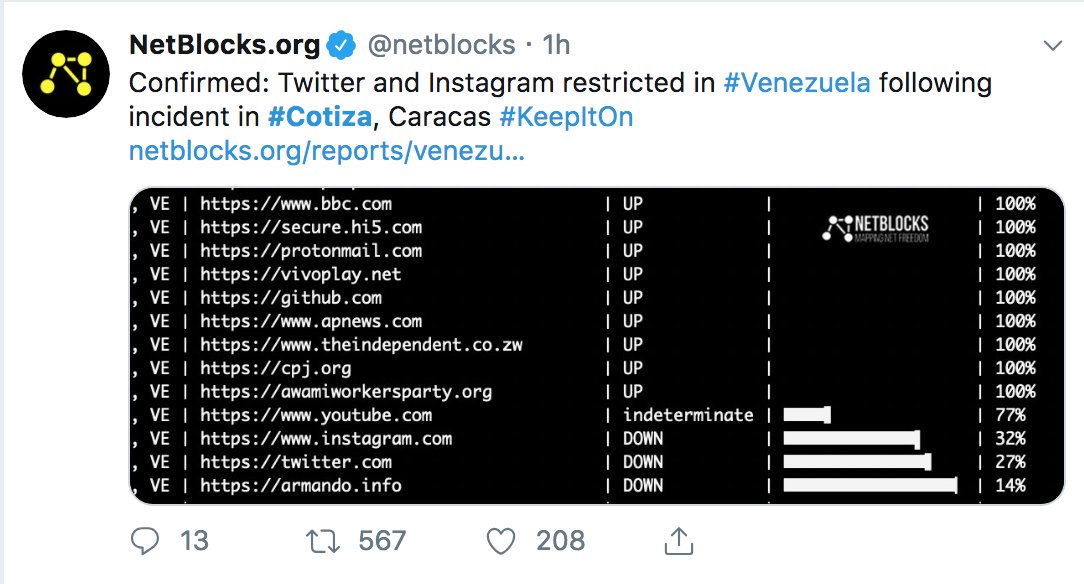 NetBlocks.org @netblocks · 1h
Confirmed: Twitter and Instagram restricted in #Venezuela following
incident in #Cotiza, Caracas #KeepItOn
netblocks.org/reports/venezu...
NETBLOCKS
MAPPING NET FREEDOM
, VE | https://www.bbc.com | UP | | 100%
, VE | https://secure.hi5.com | UP | | 100%
, VE | https://protonmail.com | UP | | 100%
, VE | https://vivoplay.net | UP | | 100%
, VE | https://github.com | UP | | 100%
, VE | https://www.apnews.com | UP | | 100%
, VE | https://www.theindependent.co.zw | UP | | 100%
, VE | https://cpj.org | UP | | 100%
, VE | https://awamiworkersparty.org | UP | | 100%
, VE | https://www.youtube.com | indeterminate | | 77%
, VE | https://www.instagram.com | DOWN | | 32%
, VE | https://twitter.com | DOWN | | 27%
, VE | https://armando.info | DOWN | | 14%
13 567 208